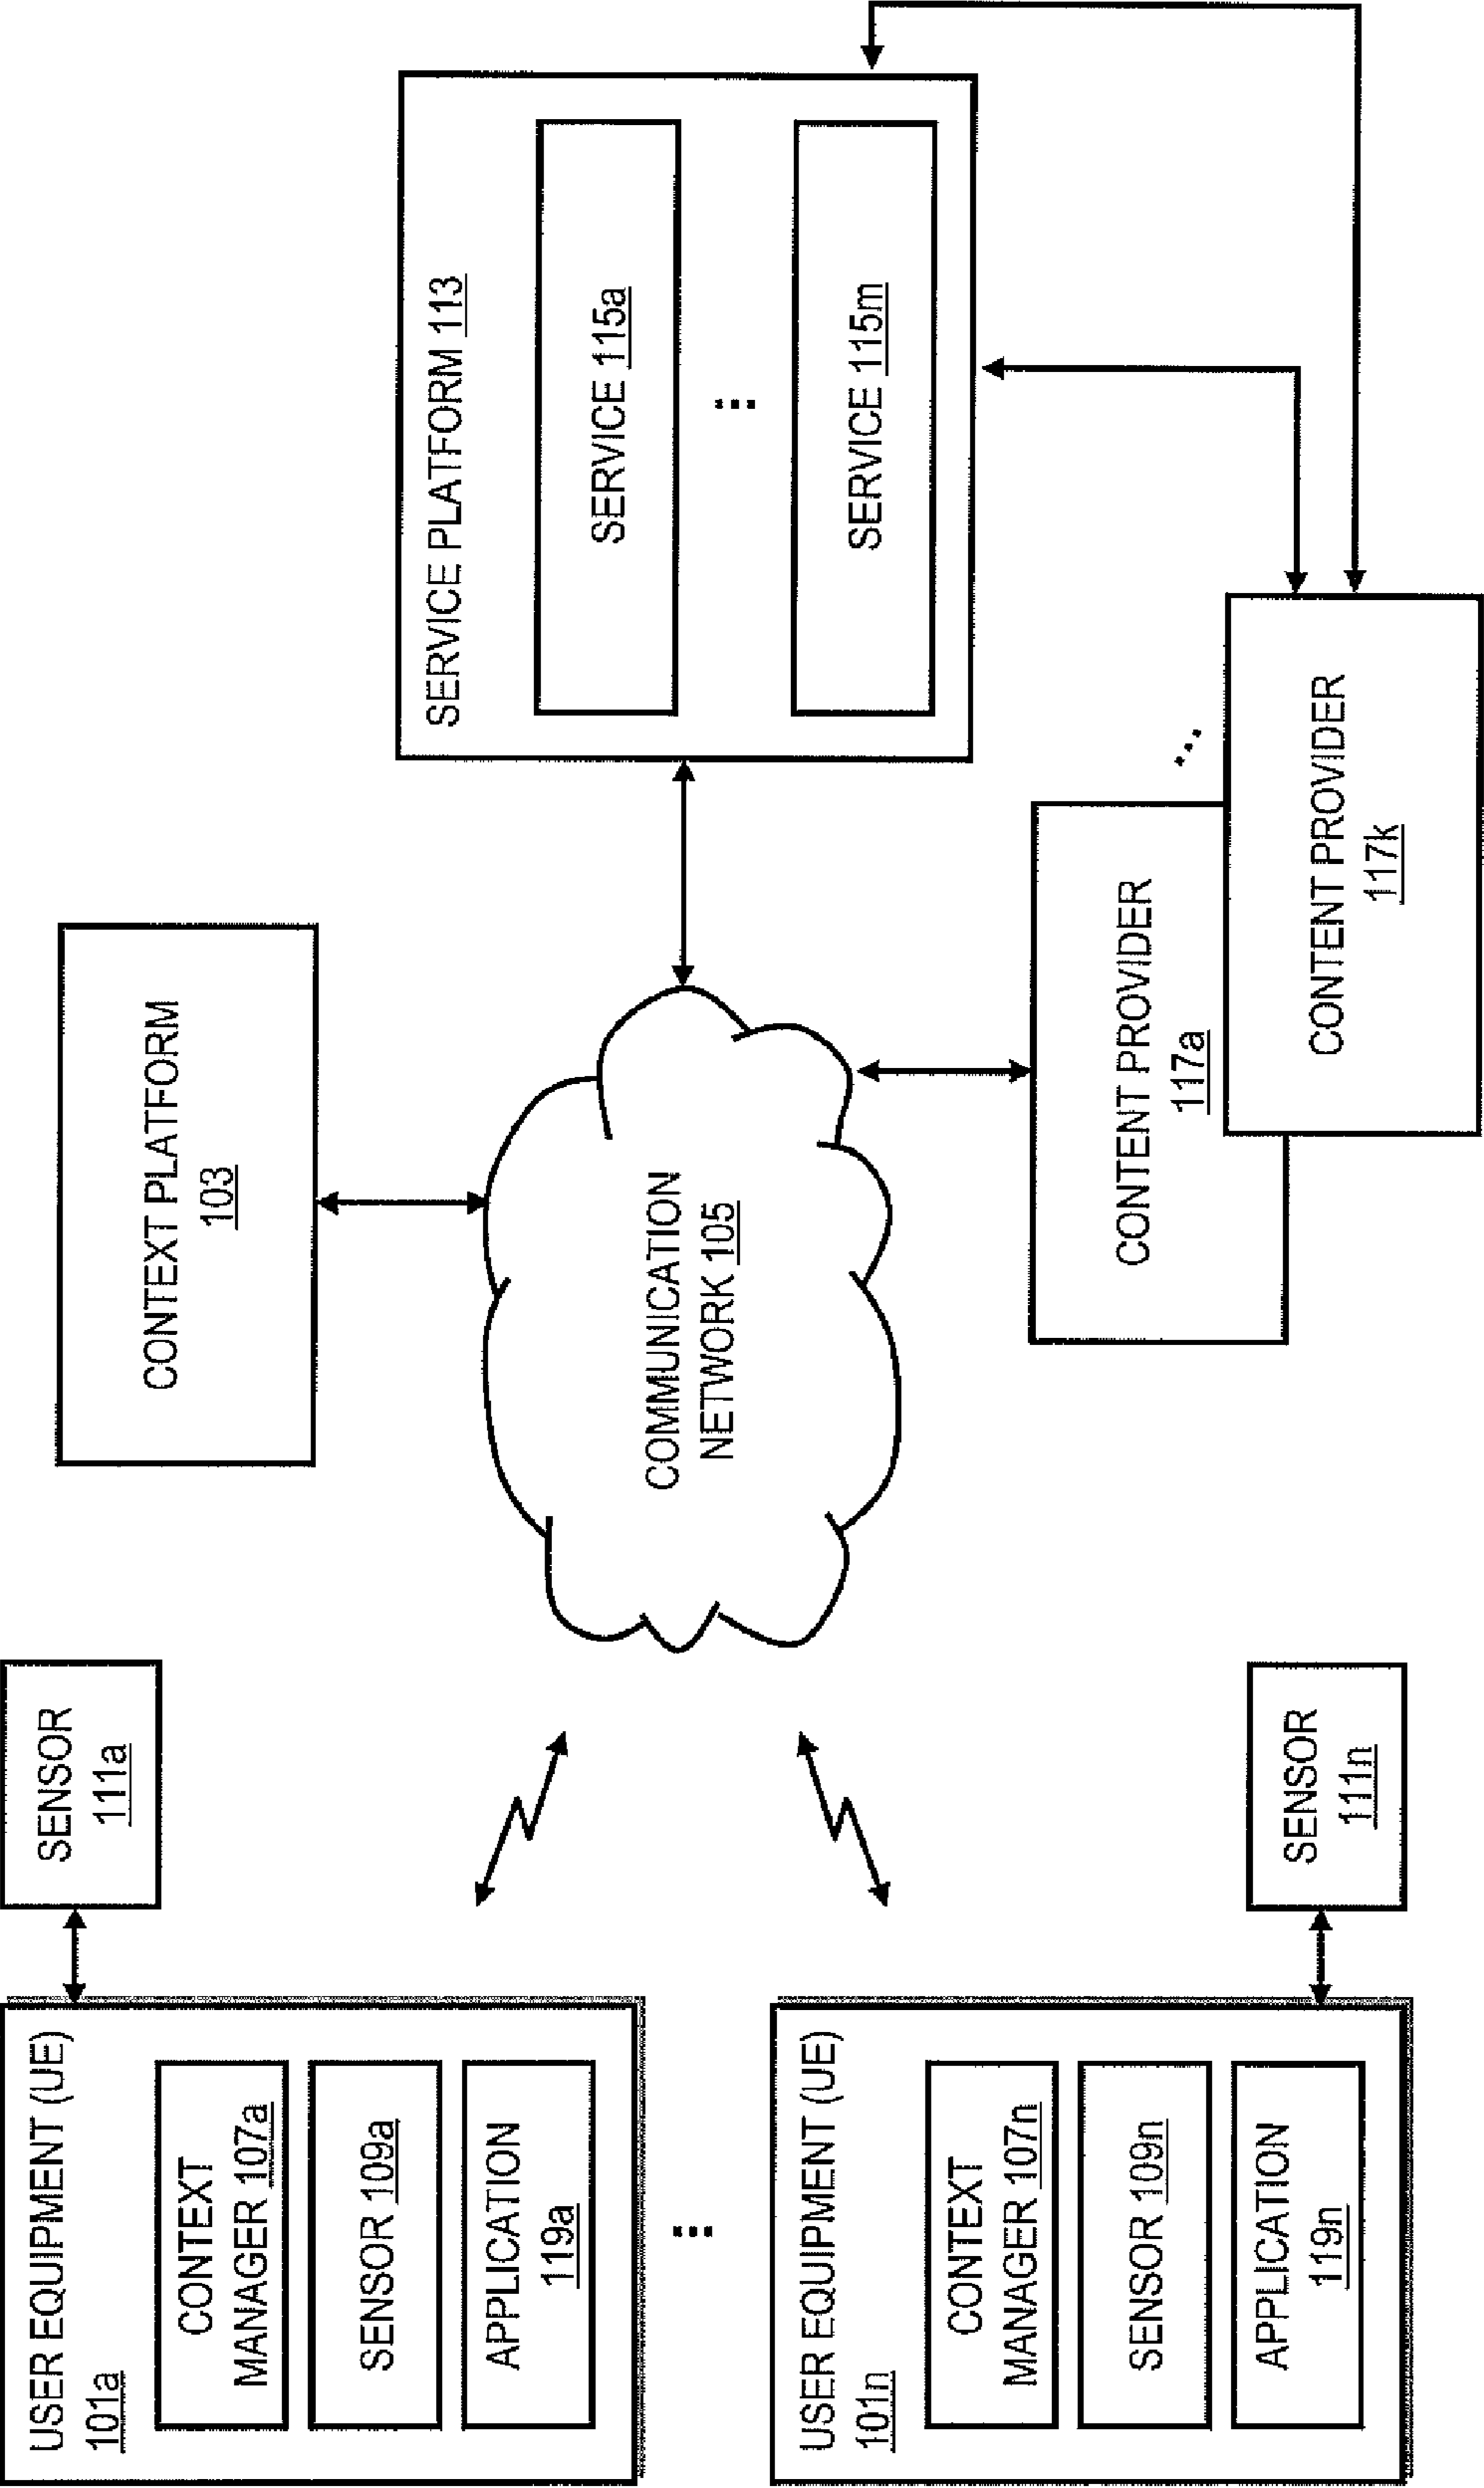 USER EQUIPMENT (UE)
101a
CONTEXT
MANAGER 107a
SENSOR 109a
APPLICATION
119a
SENSOR
111a
...
USER EQUIPMENT (UE)
101n
CONTEXT
MANAGER 107n
SENSOR 109n
APPLICATION
119n
SENSOR
111n
CONTEXT PLATFORM
103
COMMUNICATION
NETWORK 105
SERVICE PLATFORM 113
SERVICE 115a
...
SERVICE 115m
CONTENT PROVIDER
117a
...
CONTENT PROVIDER
117k